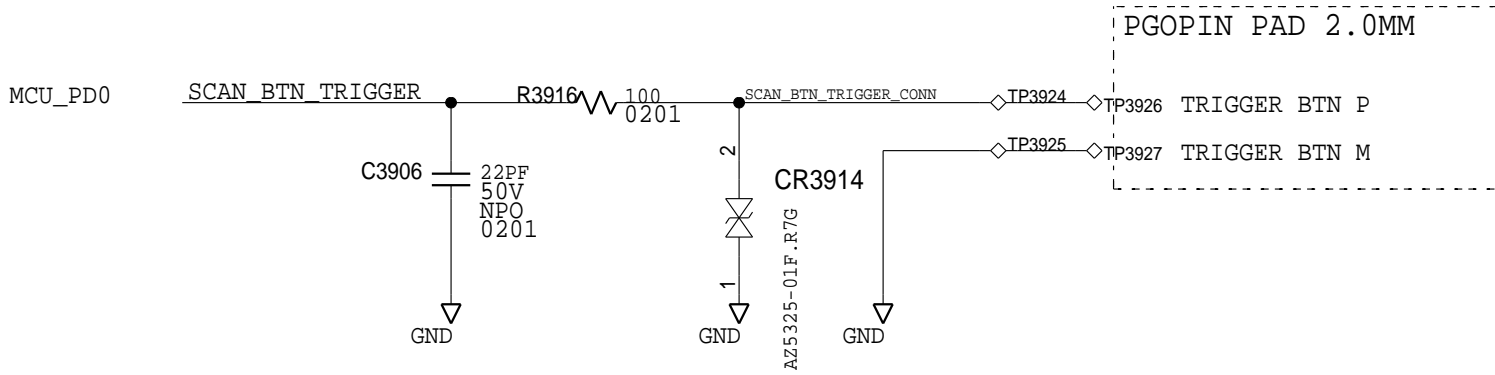 PGOPIN PAD 2.0MM
MCU_PD0
SCAN_BTN_TRIGGER
R3916
100
0201
SCAN_BTN_TRIGGER_CONN
TP3924
TP3926
TRIGGER BTN P
TP3925
TP3927
TRIGGER BTN M
C3906
22PF
50V
NPO
0201
2
CR3914
AZ5325-01F.R7G
1
GND
GND
GND